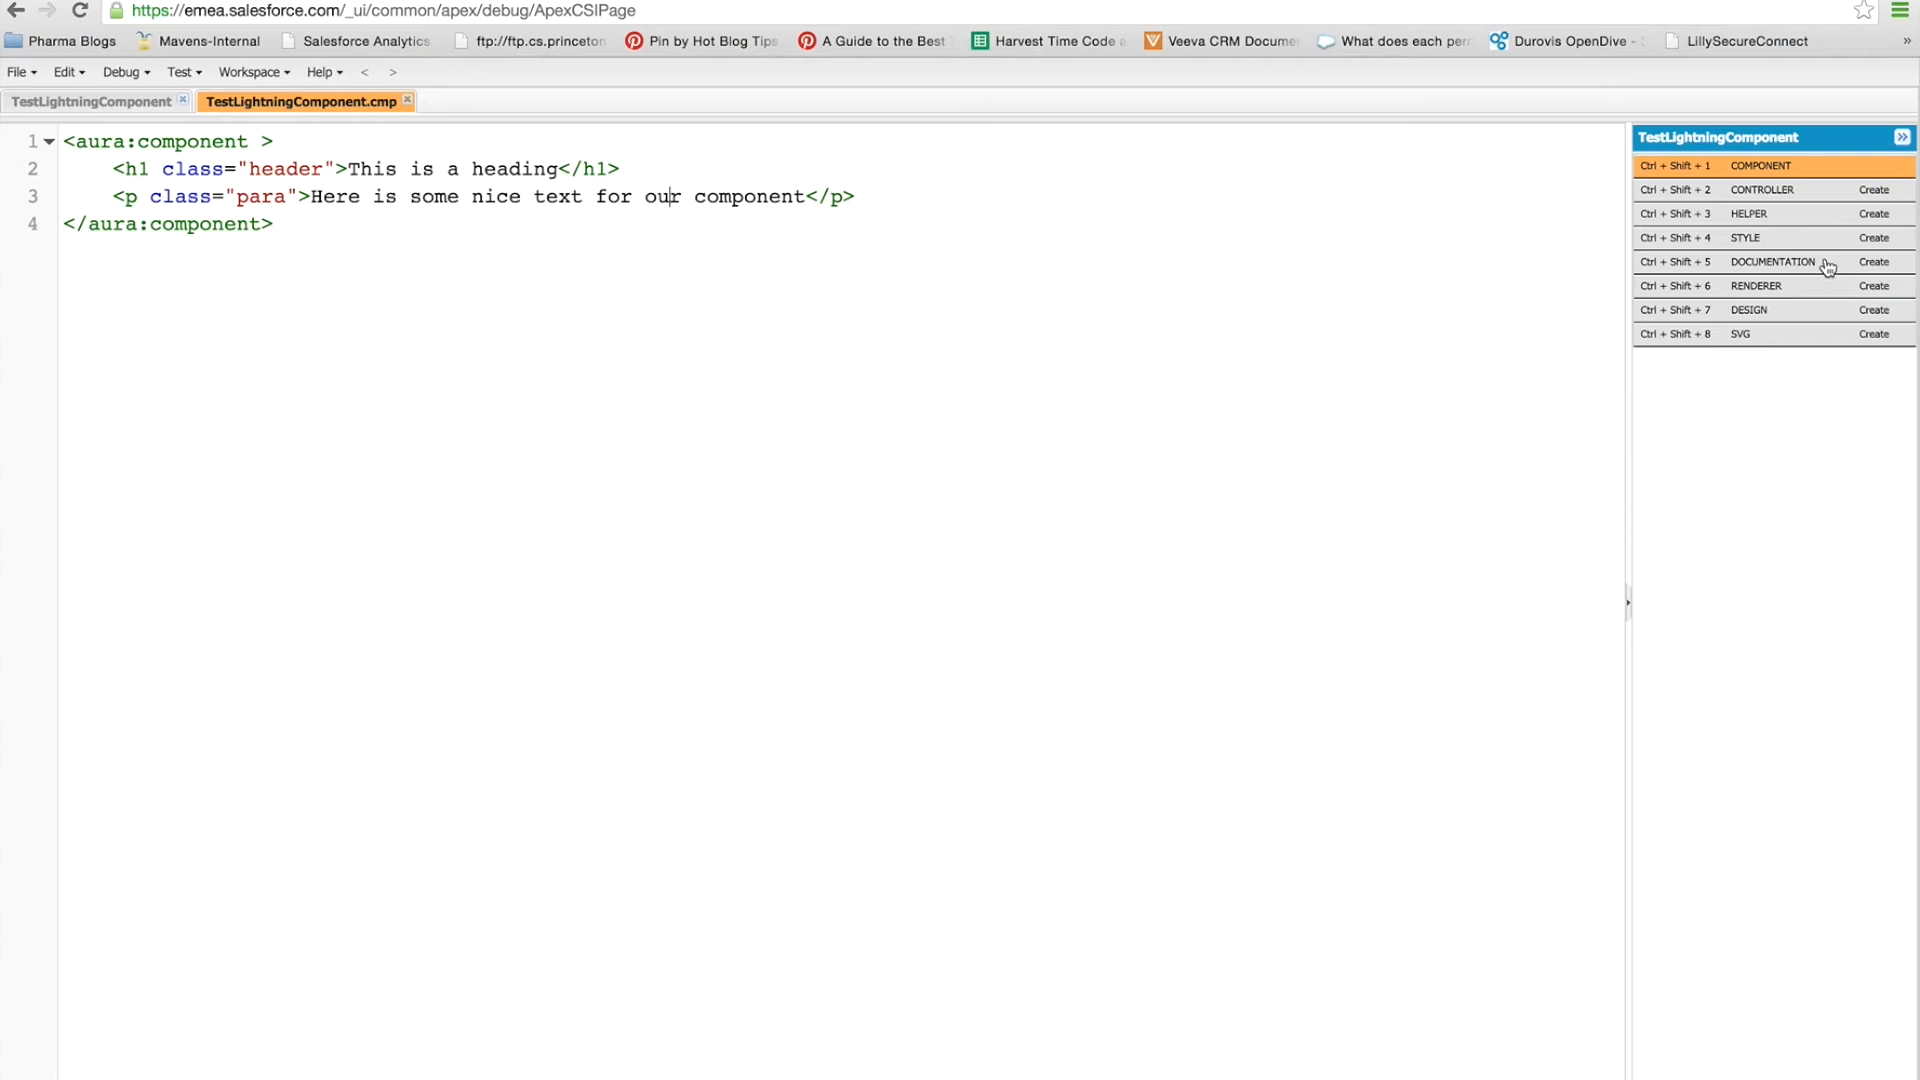 https://emea.salesforce.com/_ui/common/apex/debug/ApexCSIPage
Pharma Blogs Mavens-Internal Salesforce Analytics ftp://ftp.cs.princeton Pin by Hot Blog Tips A Guide to the Best Harvest Time Code a Veeva CRM Docume What does each per Durovis OpenDive - LillySecureConnect »
File Edit Debug Test Workspace Help < >
TestLightningComponent TestLightningComponent.cmp
1 <aura:component >
2 <h1 class="header">This is a heading</h1>
3 <p class="para">Here is some nice text for our component</p>
4 </aura:component>
TestLightningComponent
Ctrl + Shift + 1 COMPONENT
Ctrl + Shift + 2 CONTROLLER Create
Ctrl + Shift + 3 HELPER Create
Ctrl + Shift + 4 STYLE Create
Ctrl + Shift + 5 DOCUMENTATION Create
Ctrl + Shift + 6 RENDERER Create
Ctrl + Shift + 7 DESIGN Create
Ctrl + Shift + 8 SVG Create